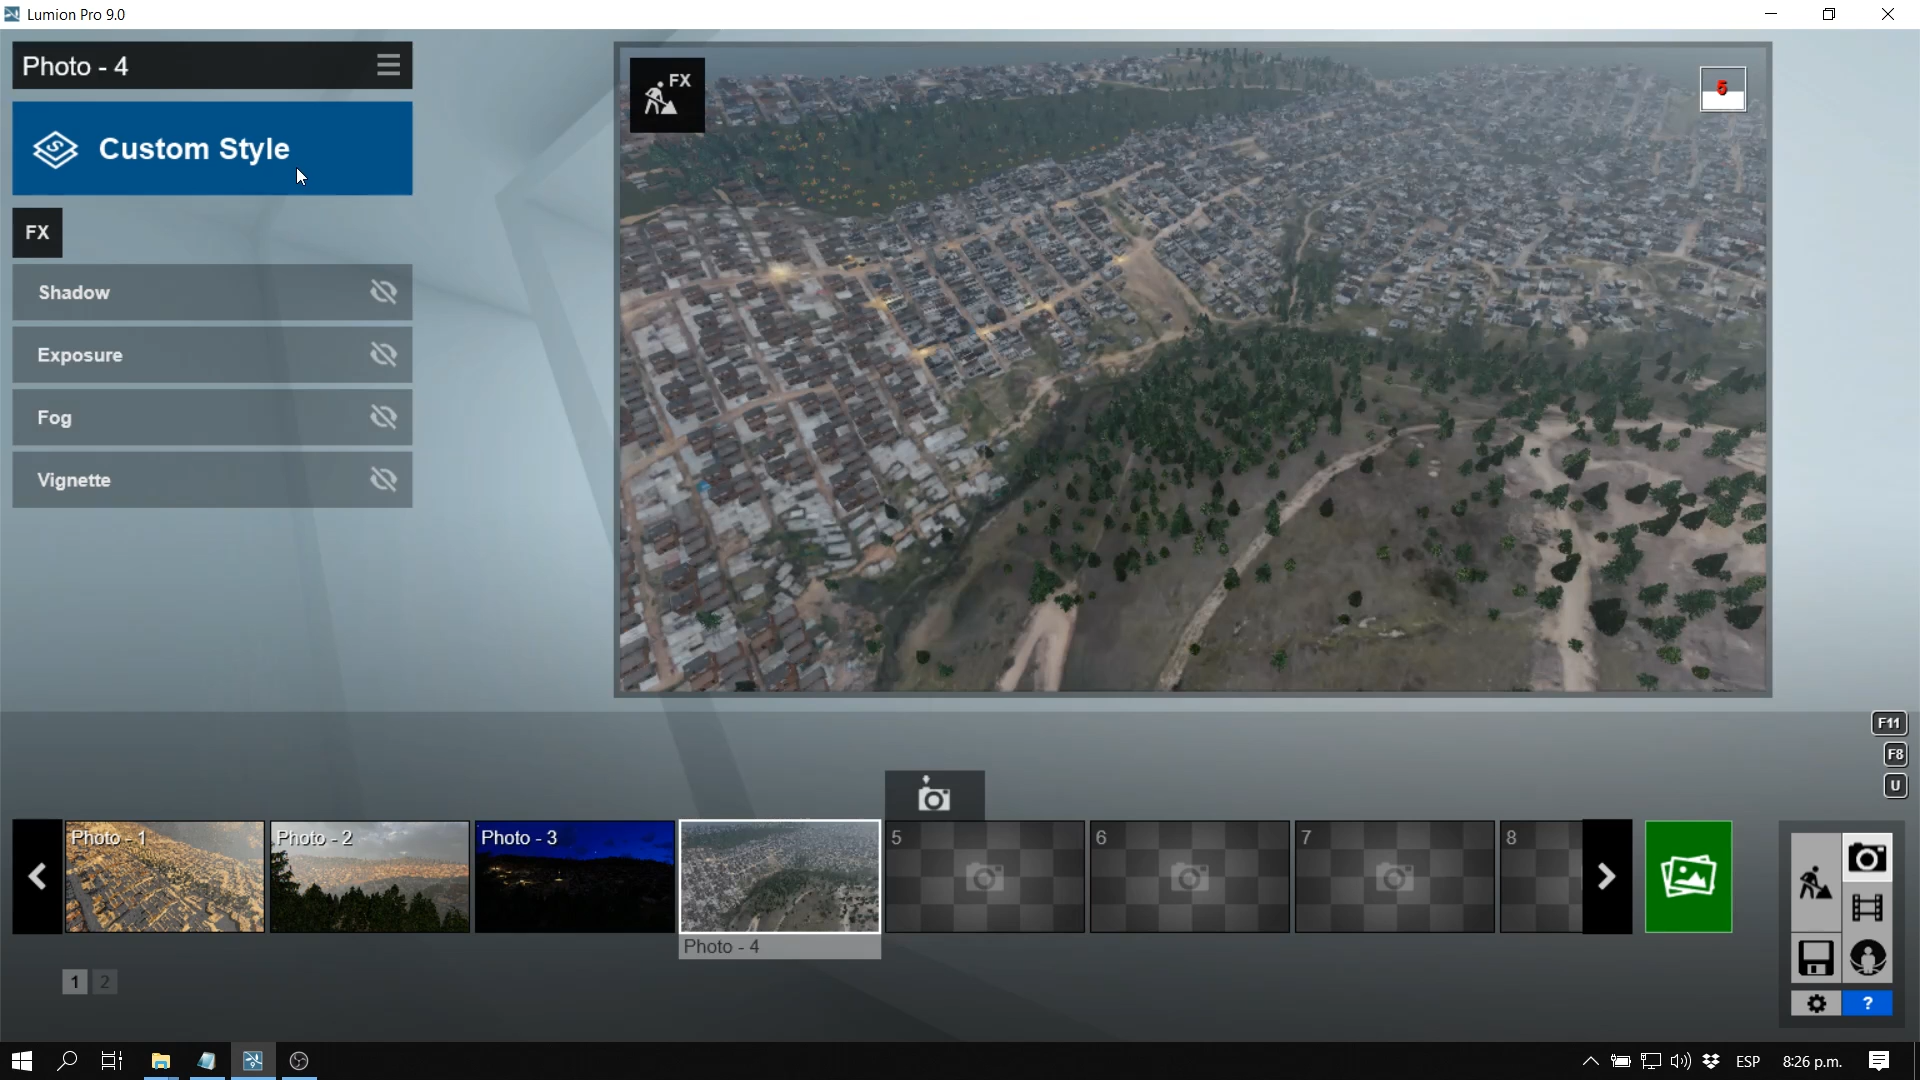 Lumion Pro 9.0
Photo - 4
Custom Style
FX
Shadow
Exposure
Fog
Vignette
FX
5
F11
F8
U
Photo - 1
Photo - 2
Photo - 3
5
6
7
8
Photo - 4
1
2
?
ESP
8:26 p.m.